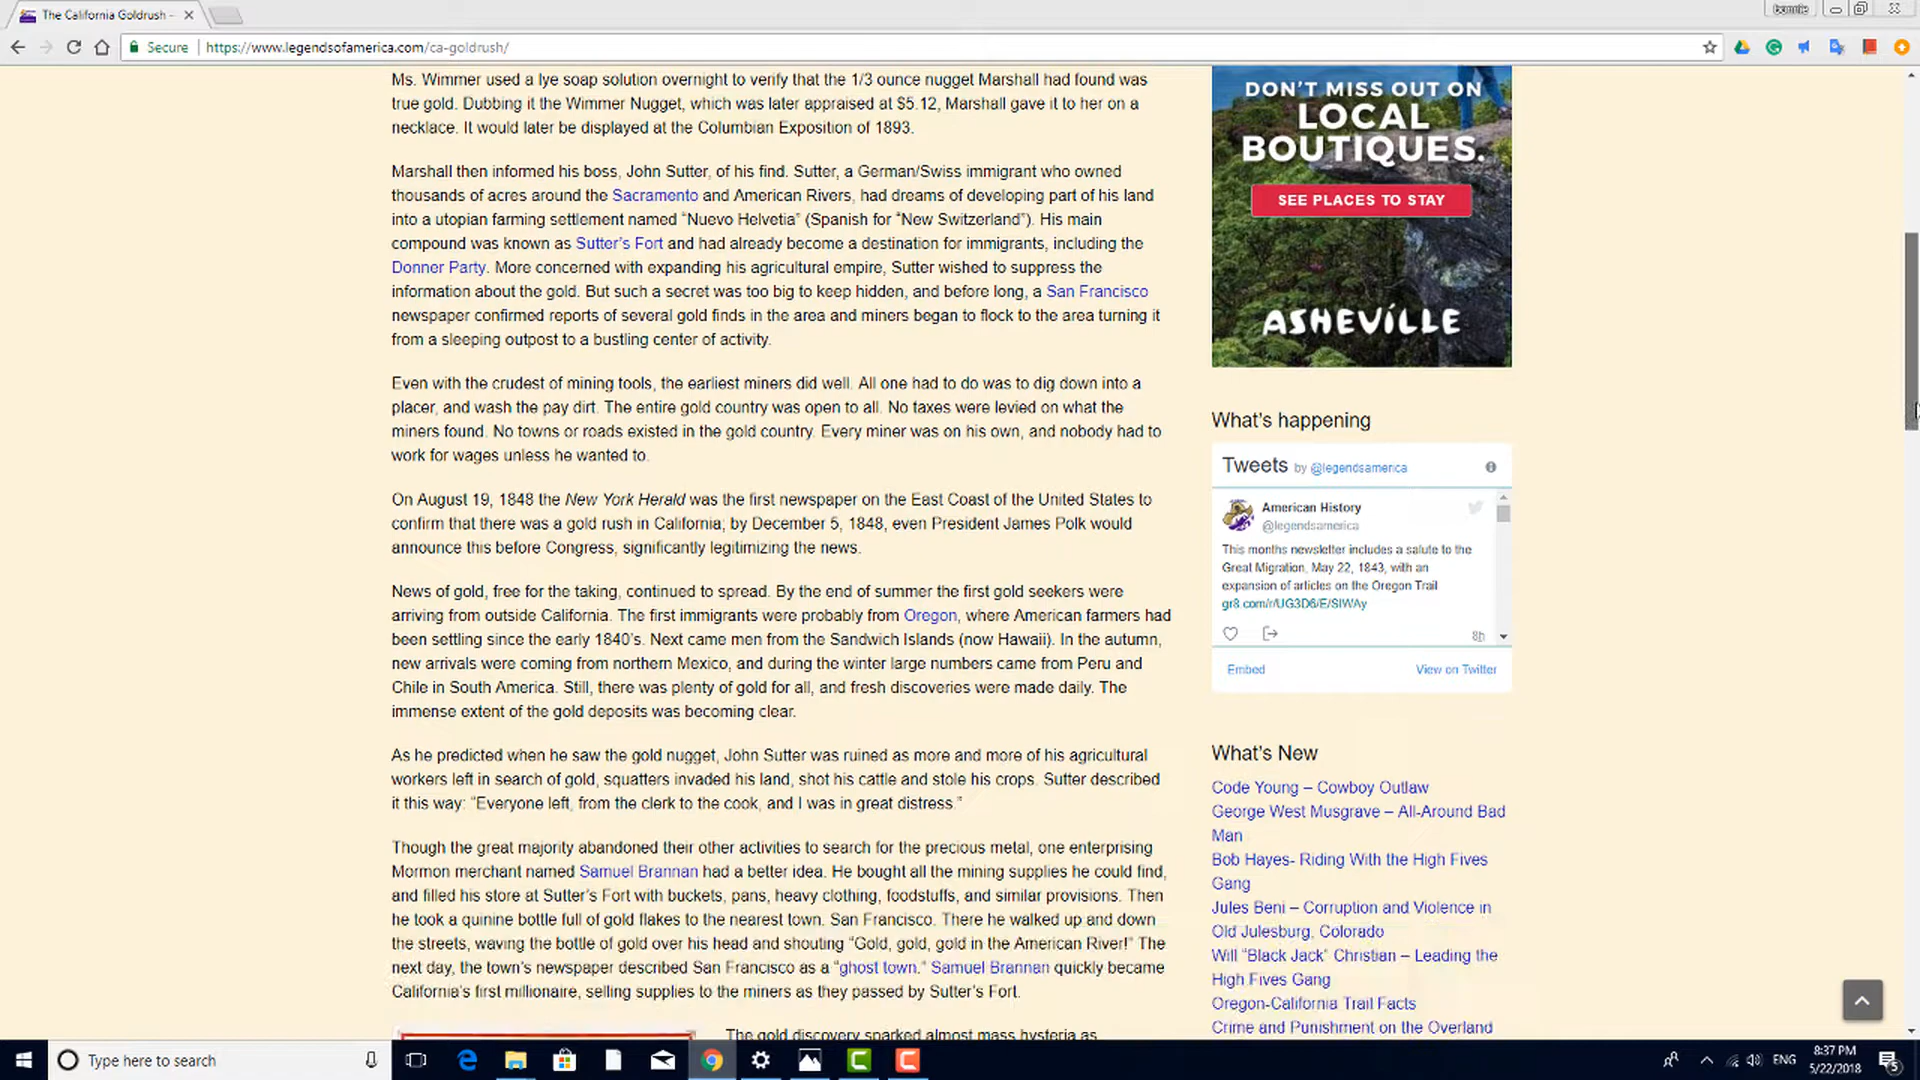 The California Goldrush -
bonnie
Secure
https://www.legendsofamerica.com/ca-goldrush/
Ms. Wimmer used a lye soap solution overnight to verify that the 1/3 ounce nugget Marshall had found was
true gold. Dubbing it the Wimmer Nugget, which was later appraised at $5.12, Marshall gave it to her on a
necklace. It would later be displayed at the Columbian Exposition of 1893.
Marshall then informed his boss, John Sutter, of his find. Sutter, a German/Swiss immigrant who owned
thousands of acres around the Sacramento and American Rivers, had dreams of developing part of his land
into a utopian farming settlement named “Nuevo Helvetia” (Spanish for “New Switzerland”). His main
compound was known as Sutter’s Fort and had already become a destination for immigrants, including the
Donner Party. More concerned with expanding his agricultural empire, Sutter wished to suppress the
information about the gold. But such a secret was too big to keep hidden, and before long, a San Francisco
newspaper confirmed reports of several gold finds in the area and miners began to flock to the area turning it
from a sleeping outpost to a bustling center of activity.
Even with the crudest of mining tools, the earliest miners did well. All one had to do was to dig down into a
placer, and wash the pay dirt. The entire gold country was open to all. No taxes were levied on what the
miners found. No towns or roads existed in the gold country. Every miner was on his own, and nobody had to
work for wages unless he wanted to.
On August 19, 1848 the New York Herald was the first newspaper on the East Coast of the United States to
confirm that there was a gold rush in California; by December 5, 1848, even President James Polk would
announce this before Congress, significantly legitimizing the news.
News of gold, free for the taking, continued to spread. By the end of summer the first gold seekers were
arriving from outside California. The first immigrants were probably from Oregon, where American farmers had
been settling since the early 1840’s. Next came men from the Sandwich Islands (now Hawaii). In the autumn,
new arrivals were coming from northern Mexico, and during the winter large numbers came from Peru and
Chile in South America. Still, there was plenty of gold for all, and fresh discoveries were made daily. The
immense extent of the gold deposits was becoming clear.
As he predicted when he saw the gold nugget, John Sutter was ruined as more and more of his agricultural
workers left in search of gold, squatters invaded his land, shot his cattle and stole his crops. Sutter described
it this way: “Everyone left, from the clerk to the cook, and I was in great distress.”
Though the great majority abandoned their other activities to search for the precious metal, one enterprising
Mormon merchant named Samuel Brannan had a better idea. He bought all the mining supplies he could find,
and filled his store at Sutter’s Fort with buckets, pans, heavy clothing, foodstuffs, and similar provisions. Then
he took a quinine bottle full of gold flakes to the nearest town. San Francisco. There he walked up and down
the streets, waving the bottle of gold over his head and shouting “Gold, gold, gold in the American River!” The
next day, the town’s newspaper described San Francisco as a “ghost town.” Samuel Brannan quickly became
California’s first millionaire, selling supplies to the miners as they passed by Sutter’s Fort.
The gold discovery sparked almost mass hysteria as
DON'T MISS OUT ON
LOCAL
BOUTIQUES.
SEE PLACES TO STAY
ASHEVILLE
What’s happening
Tweets by @legendsamerica
American History
@legendsamerica
This months newsletter includes a salute to the
Great Migration, May 22, 1843, with an
expansion of articles on the Oregon Trail
gr8.com/r/UG3D6/E/SIWAy
8h
Embed
View on Twitter
What’s New
Code Young – Cowboy Outlaw
George West Musgrave – All-Around Bad
Man
Bob Hayes- Riding With the High Fives
Gang
Jules Beni – Corruption and Violence in
Old Julesburg, Colorado
Will “Black Jack” Christian – Leading the
High Fives Gang
Oregon-California Trail Facts
Crime and Punishment on the Overland
Type here to search
ENG
8:37 PM
5/22/2018
5